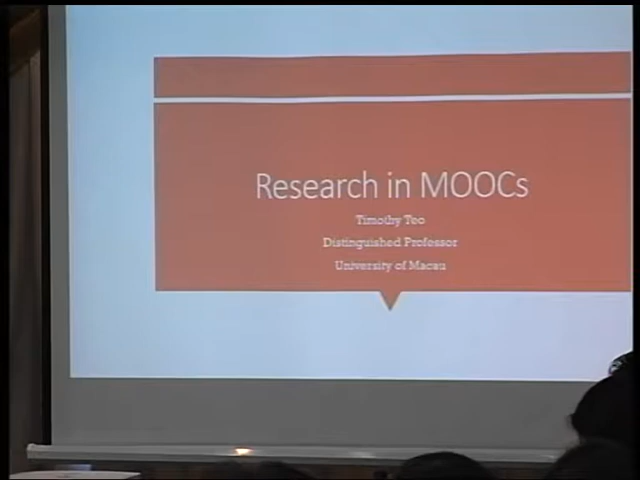 Research in MOOCs
Timothy Teo
Distinguished Professor
University of Macau